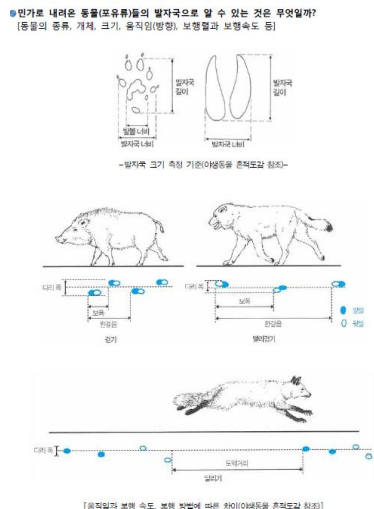 민가로 내려온 동물(포유류)들의 발자국으로 알 수 있는 것은 무엇일까?
[동물의 종류, 개체, 크기, 움직임(방향), 보행렬과 보행속도 등]
발자국
길이
발볼 너비
발자국 너비
발자국
길이
발자국 너비
-발자국 크기 측정 기준(야생동물 흔적도감 참조)-
다리 폭
보폭
한걸음
걷기
다리 폭
보폭
한걸음
빨리걷기
앞발
뒷발
다리 폭
도약거리
달리기
[움직임과 보행 속도, 보행 방법에 따른 차이(야생동물 흔적도감 참조)]